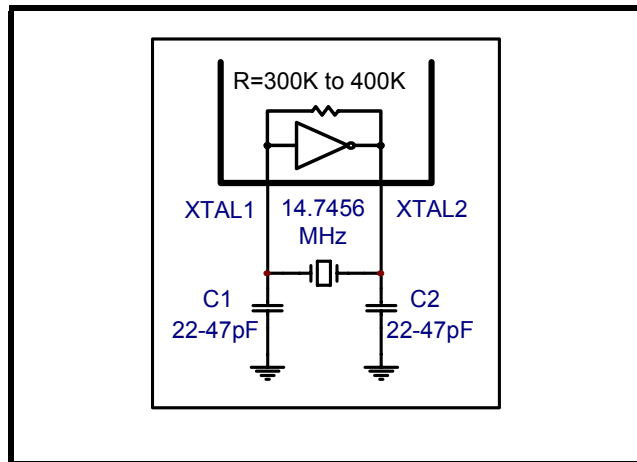 R=300K to 400K
XTAL1
14.7456
MHz
XTAL2
C1
22-47pF
C2
22-47pF